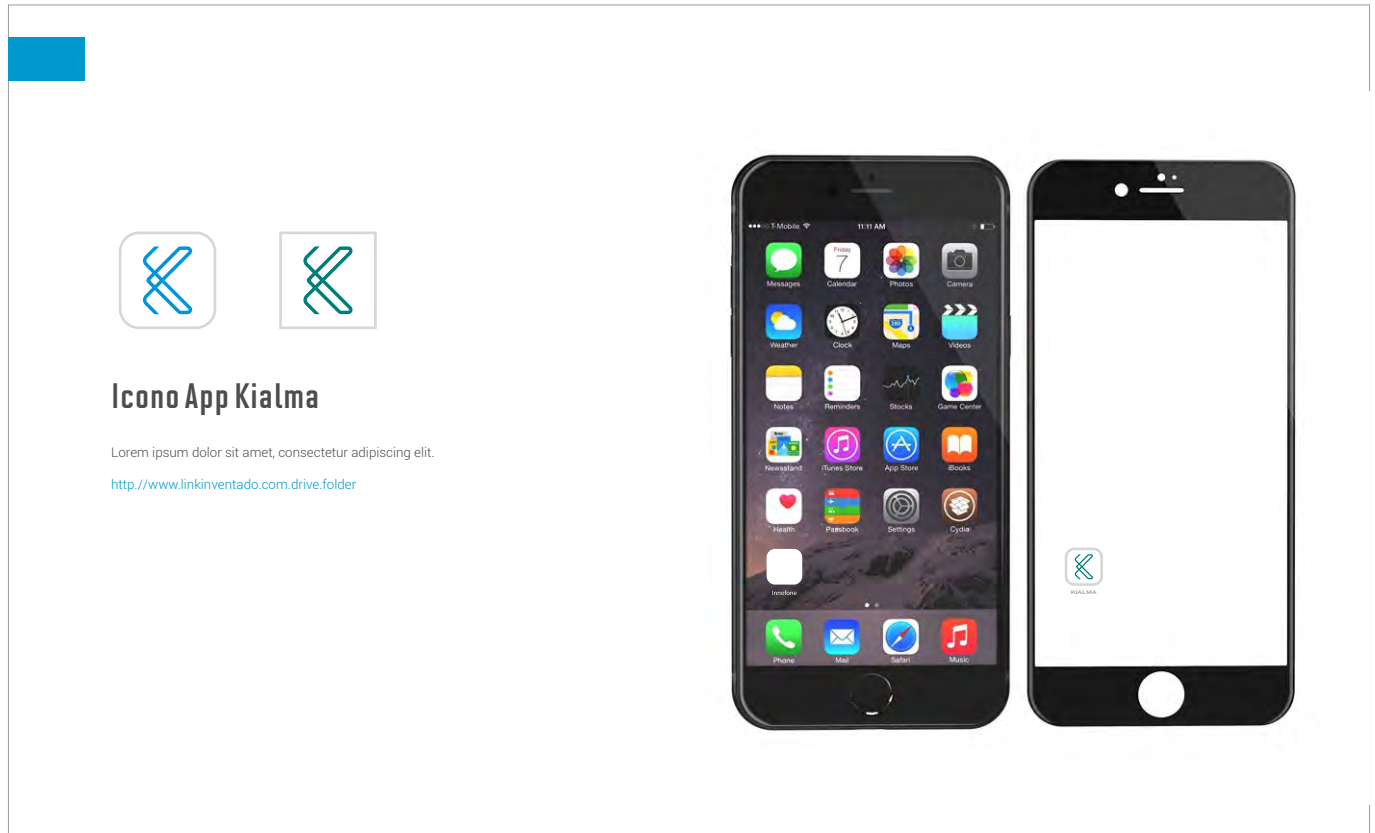 Icono App Kialma
Lorem ipsum dolor sit amet, consectetur adipiscing elit.
http.//www.linkinventado.com.drive.folder
T-Mobile 11:11 AM
Friday
7
Messages Calendar Photos Camera
280
Weather Clock Maps Videos
Notes Reminders Stocks Game Center
Newsstand iTunes Store App Store iBooks
Health Passbook Settings Cydia
Innofone
Phone Mail Safari Music
KIALMA